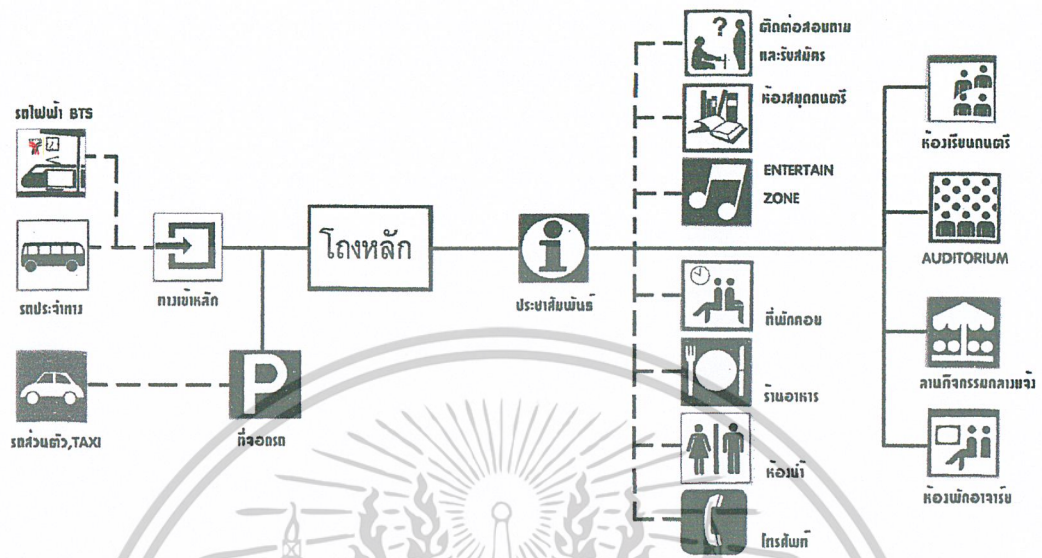 รถไฟฟ้า BTS
รถประจำทาง
รถส่วนตัว,TAXI
ทางเข้าหลัก
P
ที่จอดรถ
โถงหลัก
i
ประชาสัมพันธ์
?
ติดต่อสอบถาม
และรับสมัคร
ห้องสมุดดนตรี
ENTERTAIN
ZONE
ที่พักคอย
ร้านอาหาร
ห้องน้ำ
โทรศัพท์
ห้องเรียนดนตรี
AUDITORIUM
ลานกิจกรรมกลางแจ้ง
ห้องพักอาจารย์